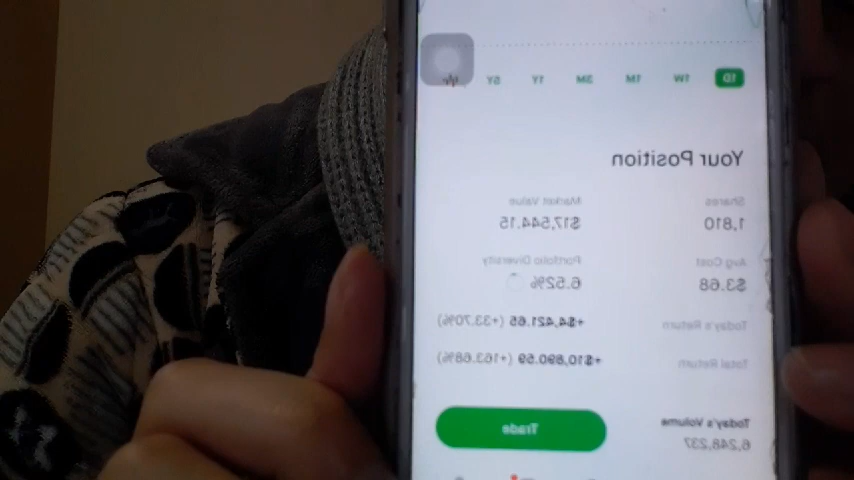 1D 1W 1M 3M 1Y 5Y
Your Position
Shares Market Value
1,810 $17,544.15
Avg Cost Portfolio Diversity
$3.68 6.52%
Today's Return +$4,421.65 (+33.70%)
Total Return +$10,890.59 (+163.68%)
Today's Volume
6,248,237
Trade